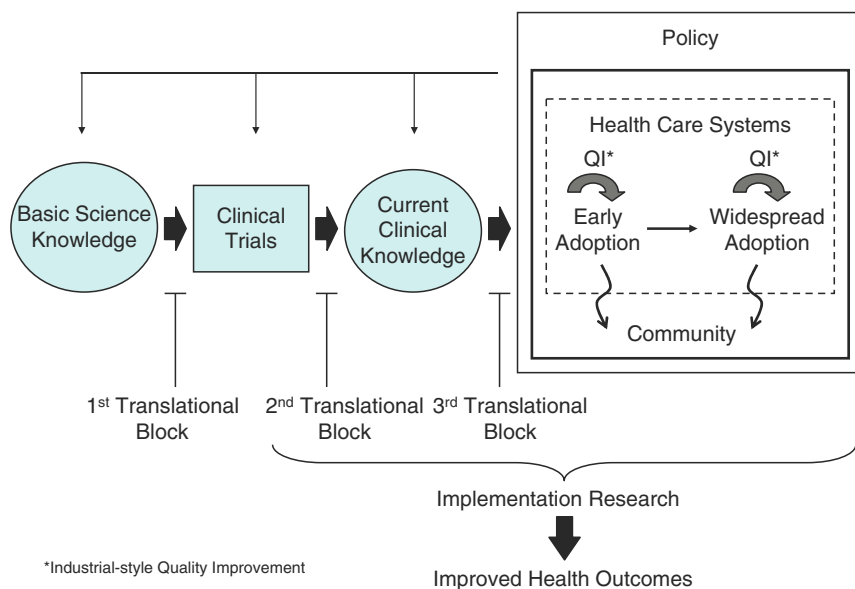 Policy
Health Care Systems
QI*
QI*
Early
Adoption
Widespread
Adoption
Community
Basic Science
Knowledge
Clinical
Trials
Current
Clinical
Knowledge
1st Translational
Block
2nd Translational
Block
3rd Translational
Block
Implementation Research
*Industrial-style Quality Improvement
Improved Health Outcomes